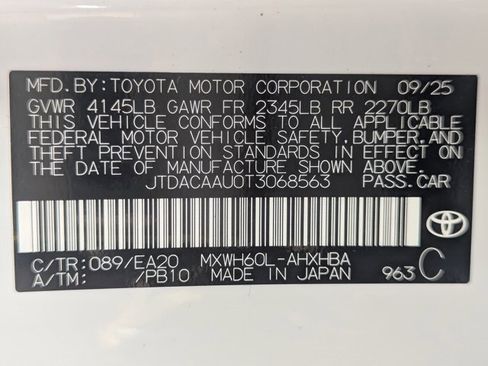 MFD. BY: TOYOTA MOTOR CORPORATION 09/25
GVWR 4145LB GAWR FR 2345LB RR 2270LB
THIS VEHICLE CONFORMS TO ALL APPLICABLE
FEDERAL MOTOR VEHICLE SAFETY, BUMPER, AND
THEFT PREVENTION STANDARDS IN EFFECT ON
THE DATE OF MANUFACTURE SHOWN ABOVE.
JTDACAAU0T3068563 PASS. CAR
C/TR: 089/EA20 MXWH60L-AHXHBA
A/TM: /PB10 MADE IN JAPAN 963 C